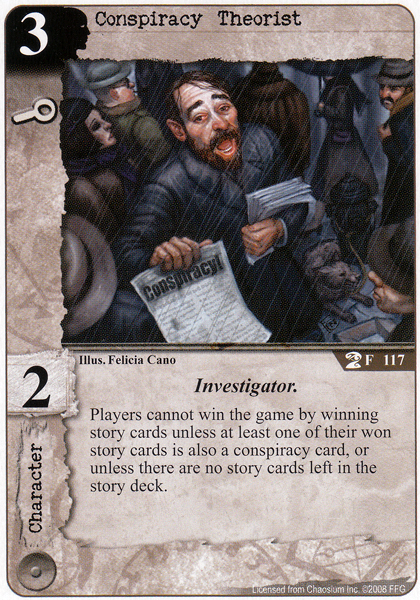 3
Conspiracy Theorist
Conspiracy!
Illus. Felicia Cano
F 117
2
Investigator.
Players cannot win the game by winning
story cards unless at least one of their won
story cards is also a conspiracy card, or
unless there are no story cards left in the
story deck.
Character
Licensed from Chaosium Inc. ©2008 FFG